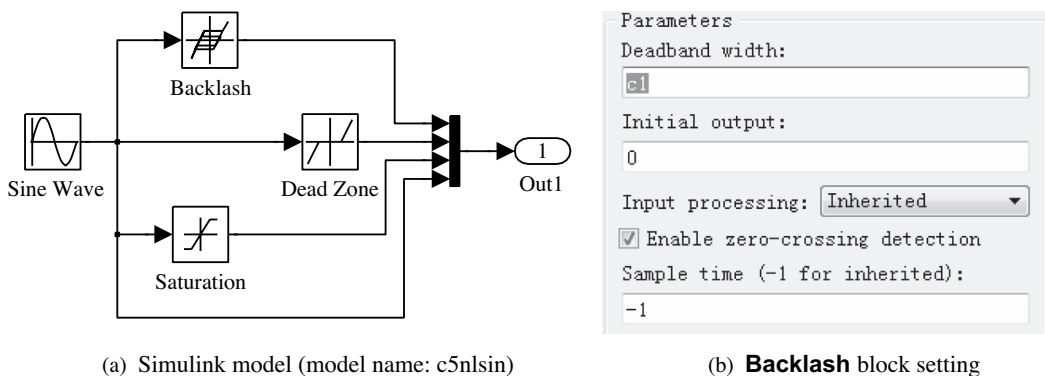 Backlash
Sine Wave
Dead Zone
1
Out1
Saturation
(a) Simulink model (model name: c5nlsin)
Parameters
Deadband width:
c1
Initial output:
0
Input processing: Inherited
Enable zero-crossing detection
Sample time (-1 for inherited):
-1
(b) Backlash block setting